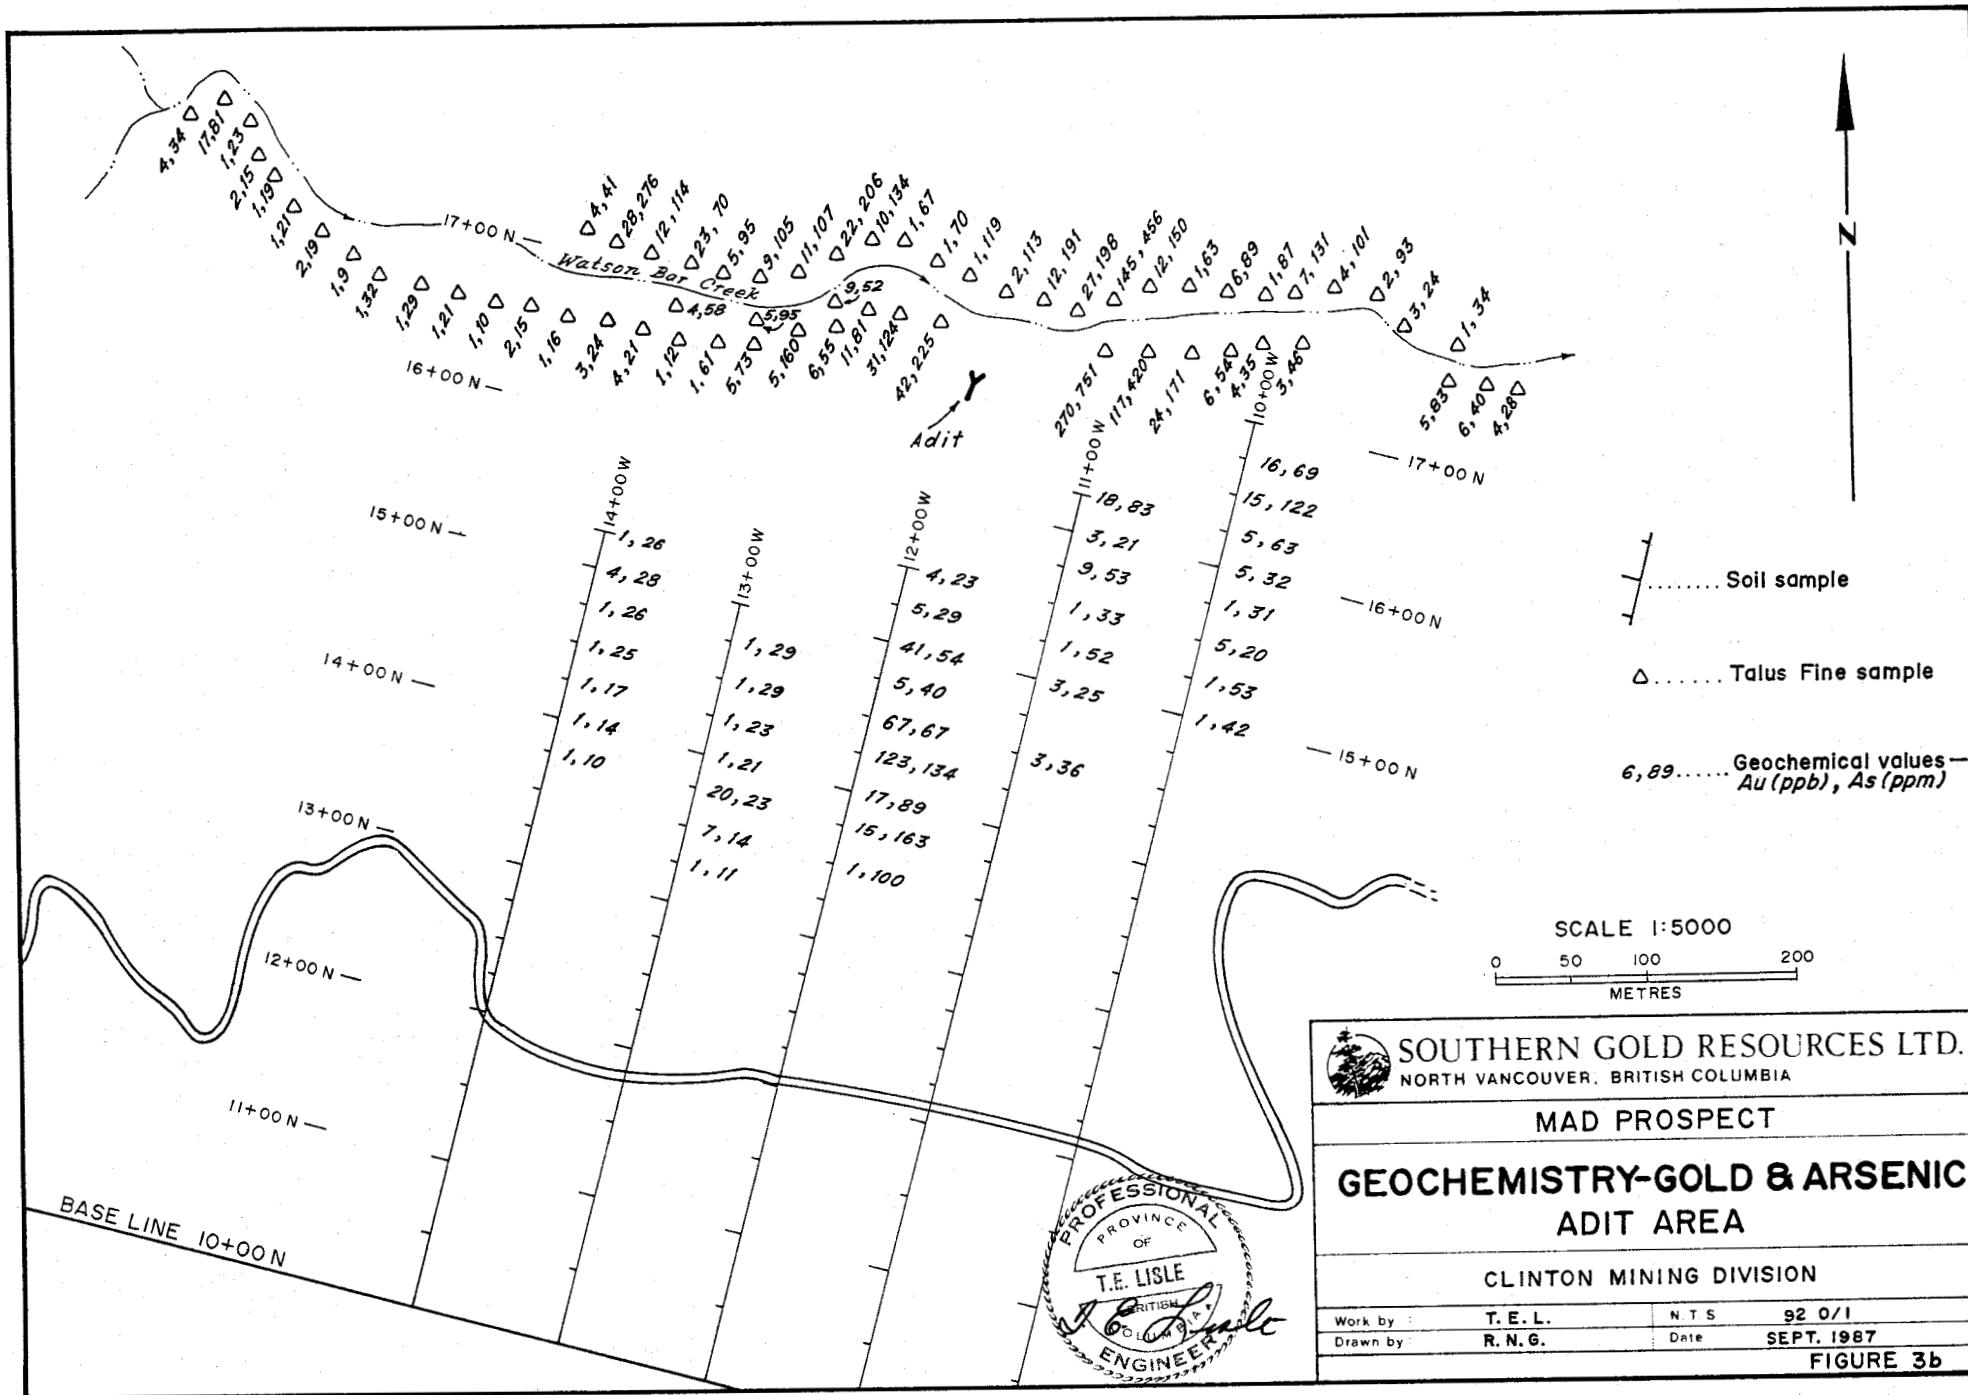 4,34
17,81
1,23
2,15
1,19
1,21
2,19
1,9
1,32
1,29
1,21
1,10
2,15
1,16
3,24
4,21
1,12
1,61
5,73
5,160
6,55
11,81
31,124
42,225
4,58
5,95
9,52
4,41
28,276
12,114
23,70
5,95
9,105
11,107
22,206
10,134
1,67
1,70
1,119
2,113
12,191
27,198
145,456
12,150
1,63
6,89
1,87
7,131
4,101
2,93
3,24
1,34
270,751
117,420
24,171
6,54
4,35
3,46
5,83
6,40
4,28
Watson Bar Creek
Adit
N
17+00 N
16+00 N
15+00 N
14+00 N
13+00 N
12+00 N
11+00 N
BASE LINE 10+00 N
14+00W
1,26
4,28
1,26
1,25
1,17
1,14
1,10
13+00W
1,29
1,29
1,23
1,21
20,23
7,14
1,11
12+00W
4,23
5,29
41,54
5,40
67,67
123,134
17,89
15,163
1,100
11+00W
18,83
3,21
9,53
1,33
1,52
3,25
3,36
10+00W
16,69
15,122
5,63
5,32
1,31
5,20
1,53
1,42
17+00 N
16+00 N
15+00 N
....... Soil sample
....... Talus Fine sample
6,89...... Geochemical values—
Au (ppb), As (ppm)
SCALE 1:5000
0 50 100 200
METRES
SOUTHERN GOLD RESOURCES LTD.
NORTH VANCOUVER, BRITISH COLUMBIA
MAD PROSPECT
GEOCHEMISTRY-GOLD & ARSENIC
ADIT AREA
CLINTON MINING DIVISION
Work by : T. E. L. N.T.S 92 O/1
Drawn by : R. N. G. Date SEPT. 1987
FIGURE 3b
PROFESSIONAL
PROVINCE
OF
T.E. LISLE
BRITISH
COLUMBIA
ENGINEER
T E Lisle